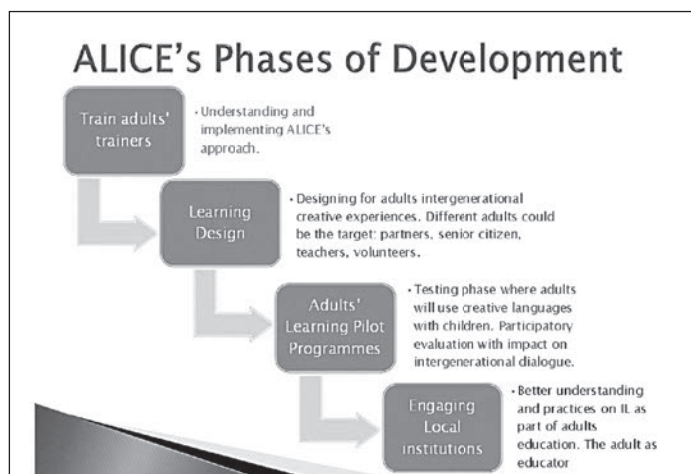 ALICE's Phases of Development
Train adults'
trainers
• Understanding and
implementing ALICE's
approach.
Learning
Design
• Designing for adults intergenerational
creative experiences. Different adults could
be the target: partners, senior citizen,
teachers, volunteers.
Adults'
Learning Pilot
Programmes
• Testing phase where adults
will use creative languages
with children. Participatory
evaluation with impact on
intergenerational dialogue.
Engaging
Local
institutions
• Better understanding
and practices on IL as
part of adults
education. The adult as
educator